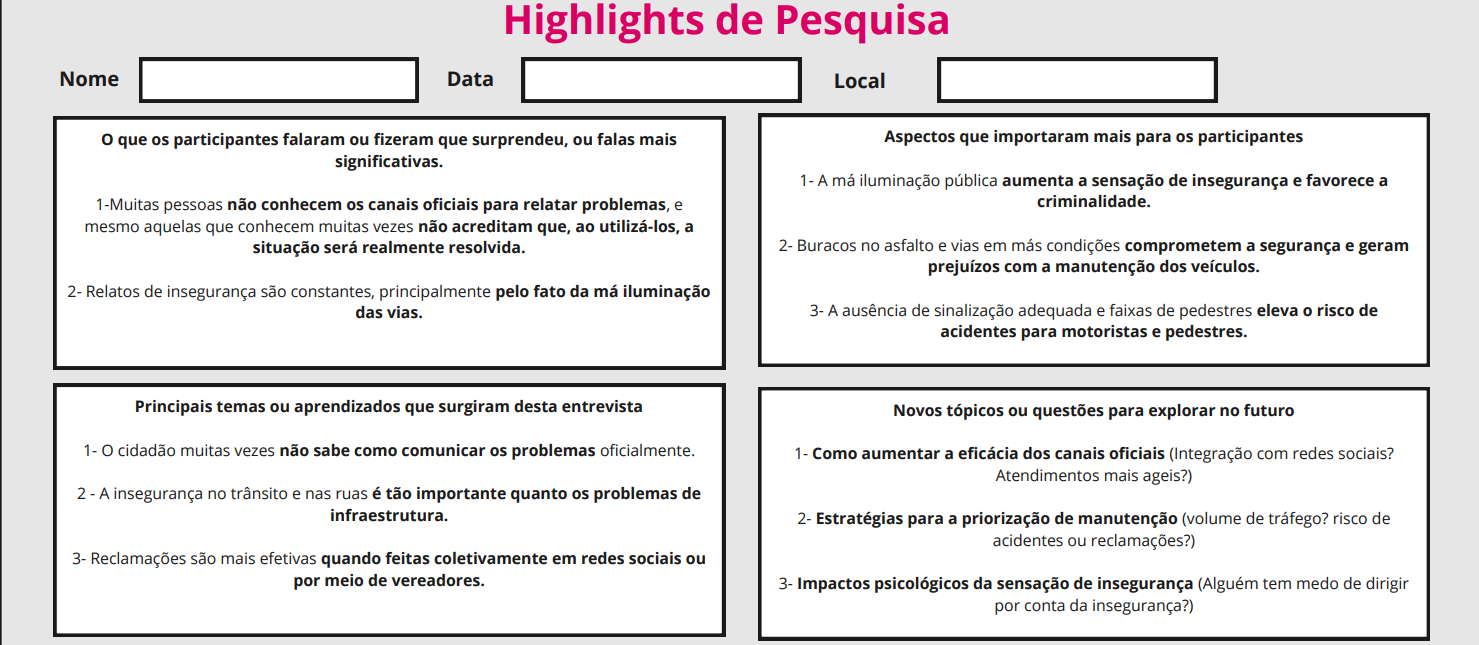 Highlights de Pesquisa
Nome
Data
Local
O que os participantes falaram ou fizeram que surpreendeu, ou falas mais
significativas.
1-Muitas pessoas não conhecem os canais oficiais para relatar problemas, e
mesmo aquelas que conhecem muitas vezes não acreditam que, ao utilizá-los, a
situação será realmente resolvida.
2- Relatos de insegurança são constantes, principalmente pelo fato da má iluminação
das vias.
Aspectos que importaram mais para os participantes
1- A má iluminação pública aumenta a sensação de insegurança e favorece a
criminalidade.
2- Buracos no asfalto e vias em más condições comprometem a segurança e geram
prejuízos com a manutenção dos veículos.
3- A ausência de sinalização adequada e faixas de pedestres eleva o risco de
acidentes para motoristas e pedestres.
Principais temas ou aprendizados que surgiram desta entrevista
1- O cidadão muitas vezes não sabe como comunicar os problemas oficialmente.
2 - A insegurança no trânsito e nas ruas é tão importante quanto os problemas de
infraestrutura.
3- Reclamações são mais efetivas quando feitas coletivamente em redes sociais ou
por meio de vereadores.
Novos tópicos ou questões para explorar no futuro
1- Como aumentar a eficácia dos canais oficiais (Integração com redes sociais?
Atendimentos mais ageis?)
2- Estratégias para a priorização de manutenção (volume de tráfego? risco de
acidentes ou reclamações?)
3- Impactos psicológicos da sensação de insegurança (Alguém tem medo de dirigir
por conta da insegurança?)